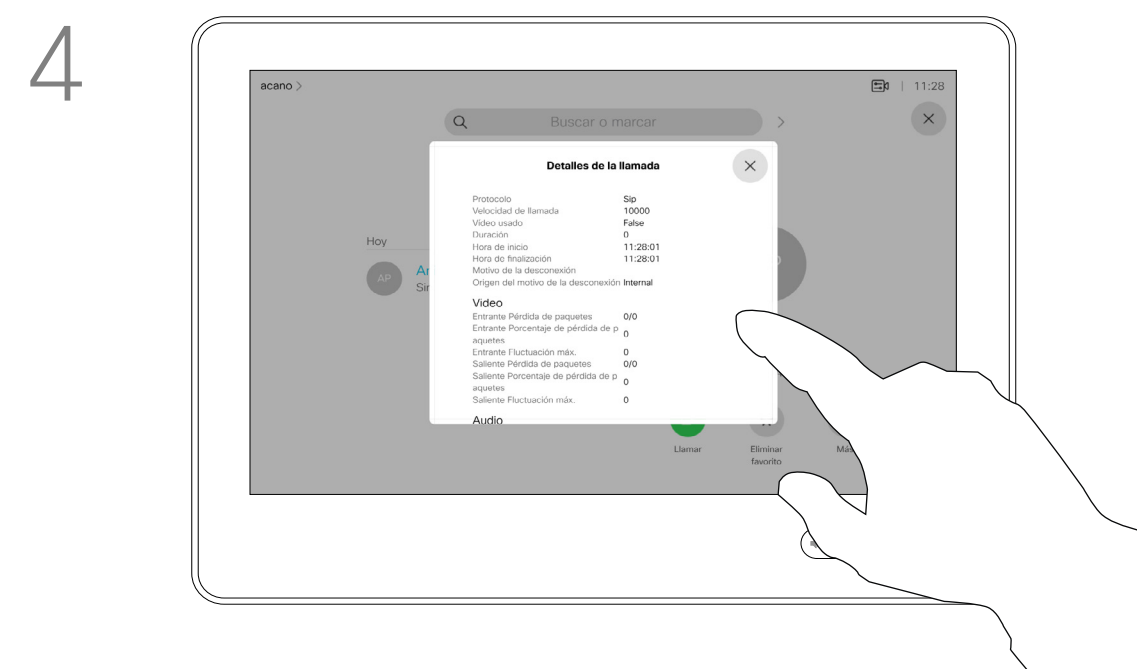 4
acano >
11:28
Buscar o marcar >
Detalles de la llamada
Protocolo Sip
Velocidad de llamada 10000
Vídeo usado False
Duración 0
Hoy
Hora de inicio 11:28:01
Hora de finalización 11:28:01
Motivo de la desconexión
AP
Origen del motivo de la desconexión Internal
Video
Entrante Pérdida de paquetes 0/0
Entrante Porcentaje de pérdida de p
aquetes 0
Entrante Fluctuación máx. 0
Saliente Pérdida de paquetes 0/0
Saliente Porcentaje de pérdida de p
aquetes 0
Saliente Fluctuación máx. 0
Audio
Llamar
Eliminar
favorito